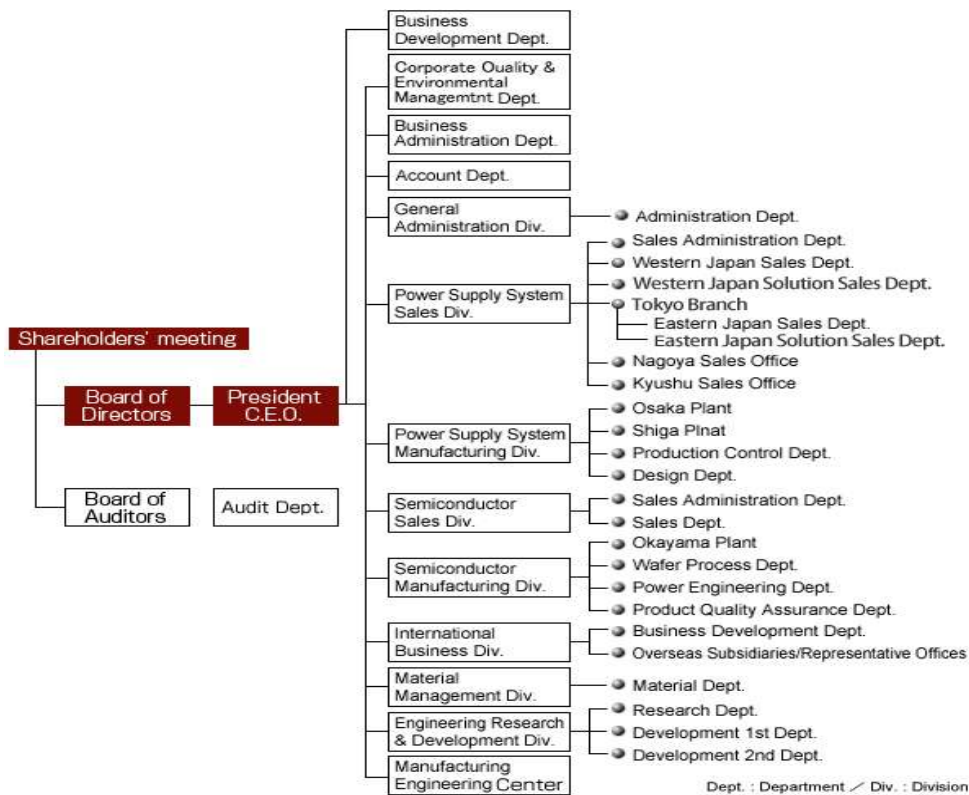 Business
Development Dept.
Corporate Quality &
Environmental
Managemtnt Dept.
Business
Administration Dept.
Account Dept.
General
Administration Div.
Administration Dept.
Power Supply System
Sales Div.
Sales Administration Dept.
Western Japan Sales Dept.
Western Japan Solution Sales Dept.
Tokyo Branch
Eastern Japan Sales Dept.
Eastern Japan Solution Sales Dept.
Nagoya Sales Office
Kyushu Sales Office
Shareholders' meeting
Board of
Directors
President
C.E.O.
Board of
Auditors
Audit Dept.
Power Supply System
Manufacturing Div.
Osaka Plant
Shiga Plnat
Production Control Dept.
Design Dept.
Semiconductor
Sales Div.
Sales Administration Dept.
Sales Dept.
Semiconductor
Manufacturing Div.
Okayama Plant
Wafer Process Dept.
Power Engineering Dept.
Product Quality Assurance Dept.
International
Business Div.
Business Development Dept.
Overseas Subsidiaries/Representative Offices
Material
Management Div.
Material Dept.
Engineering Research
& Development Div.
Research Dept.
Development 1st Dept.
Development 2nd Dept.
Manufacturing
Engineering Center
Dept. : Department / Div. : Division